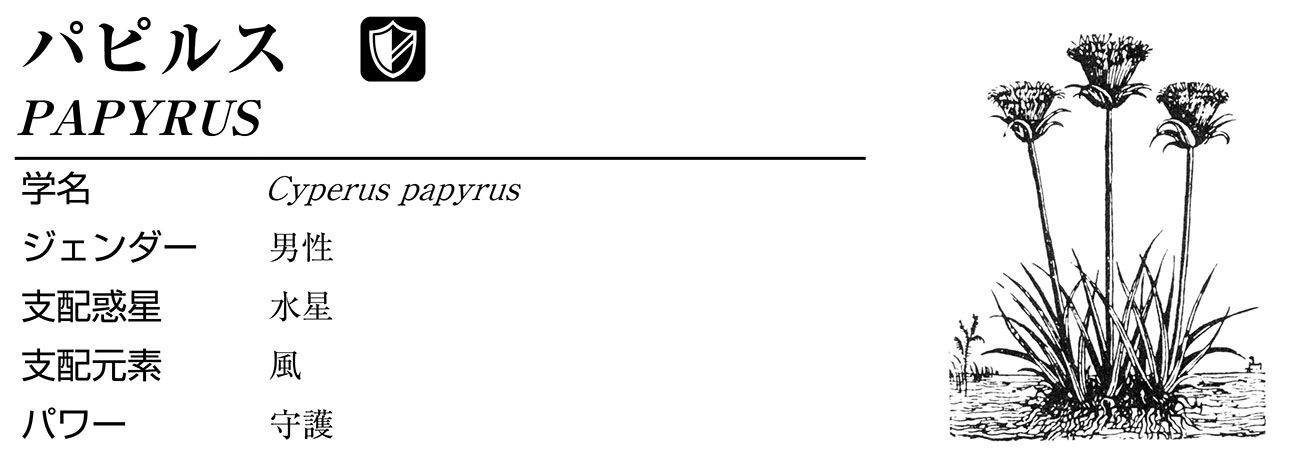 パピルス
PAPYRUS
学名 Cyperus papyrus
ジェンダー 男性
支配惑星 水星
支配元素 風
パワー 守護